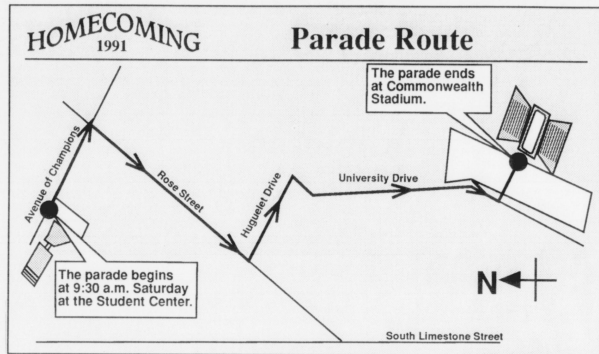 HOMECOMING
1991
Parade Route
The parade ends
at Commonwealth
Stadium.
Avenue of Champions
Rose Street
Huguelet Drive
University Drive
The parade begins
at 9:30 a.m. Saturday
at the Student Center.
N
South Limestone Street